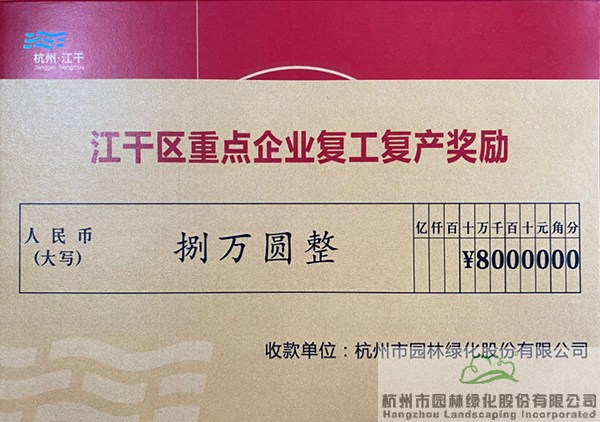 杭州·江干
Jianggan Hangzhou
江干区重点企业复工复产奖励
人民币
(大写)
捌万圆整
亿仟百十万千百十元角分
¥8000000
收款单位：杭州市园林绿化股份有限公司
杭州市园林绿化股份有限公司
Hangzhou Landscaping Incorporated